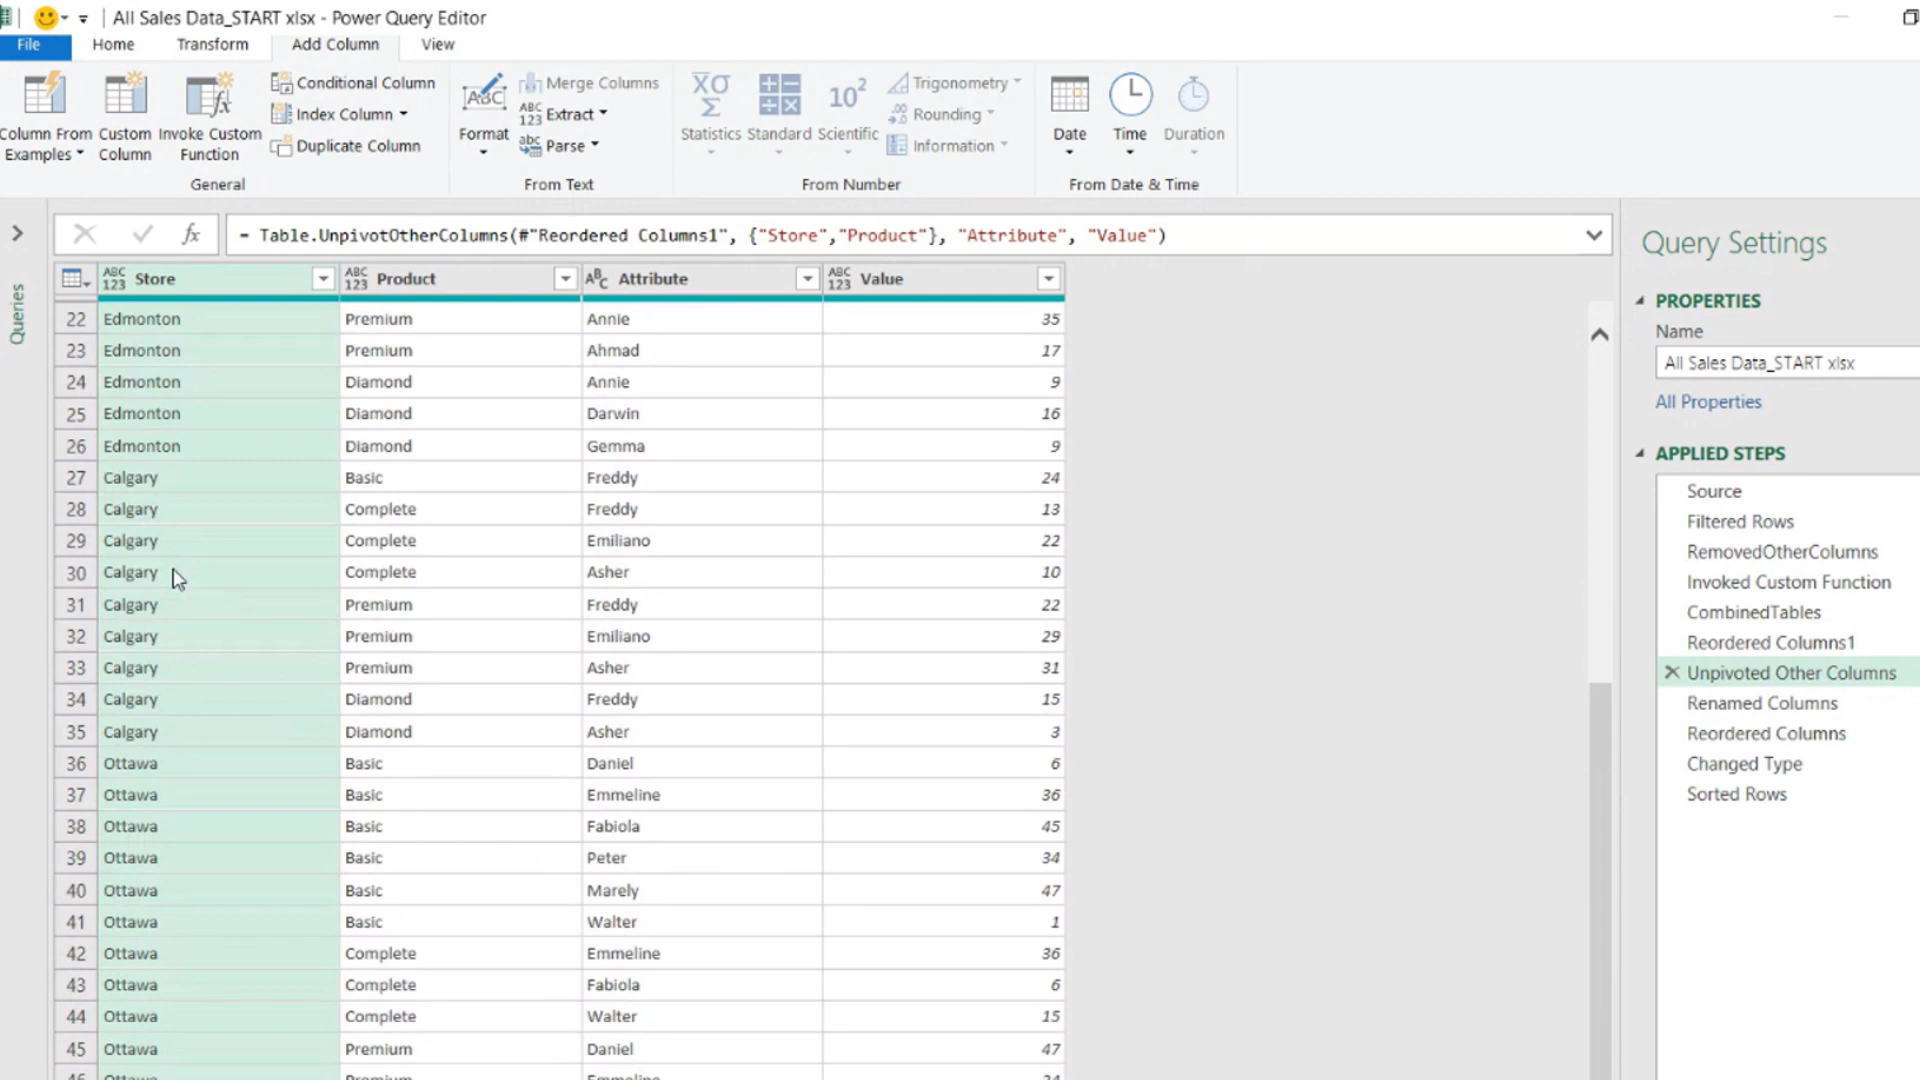 All Sales Data_START xlsx - Power Query Editor
File Home Transform Add Column View
Column From Examples
Custom Column
Invoke Custom Function
Conditional Column
Index Column
Duplicate Column
General
Format
Merge Columns
Extract
Parse
From Text
Statistics
Standard
Scientific
Trigonometry
Rounding
Information
From Number
Date
Time
Duration
From Date & Time
= Table.UnpivotOtherColumns(#"Reordered Columns1", {"Store","Product"}, "Attribute", "Value")
Queries
ABC 123 Store ABC 123 Product ABC Attribute ABC 123 Value
22 Edmonton Premium Annie 35
23 Edmonton Premium Ahmad 17
24 Edmonton Diamond Annie 9
25 Edmonton Diamond Darwin 16
26 Edmonton Diamond Gemma 9
27 Calgary Basic Freddy 24
28 Calgary Complete Freddy 13
29 Calgary Complete Emiliano 22
30 Calgary Complete Asher 10
31 Calgary Premium Freddy 22
32 Calgary Premium Emiliano 29
33 Calgary Premium Asher 31
34 Calgary Diamond Freddy 15
35 Calgary Diamond Asher 3
36 Ottawa Basic Daniel 6
37 Ottawa Basic Emmeline 36
38 Ottawa Basic Fabiola 45
39 Ottawa Basic Peter 34
40 Ottawa Basic Marely 47
41 Ottawa Basic Walter 1
42 Ottawa Complete Emmeline 36
43 Ottawa Complete Fabiola 6
44 Ottawa Complete Walter 15
45 Ottawa Premium Daniel 47
Query Settings
PROPERTIES
Name
All Sales Data_START xlsx
All Properties
APPLIED STEPS
Source
Filtered Rows
RemovedOtherColumns
Invoked Custom Function
CombinedTables
Reordered Columns1
Unpivoted Other Columns
Renamed Columns
Reordered Columns
Changed Type
Sorted Rows